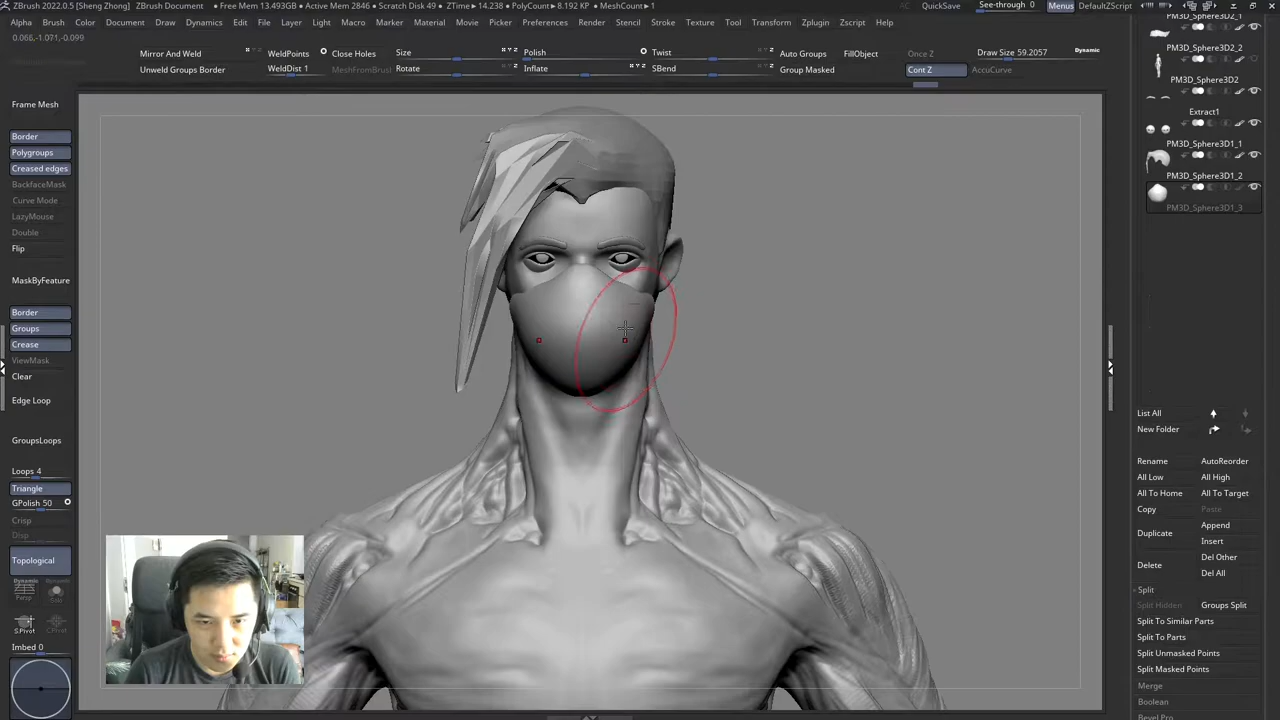 ZBrush 2022.0.5 [Sheng Zhong] ZBrush Document • Free Mem 13.493GB • Active Mem 2846 • Scratch Disk 49 • ZTime▸14.238 • PolyCount▸8.192 KP • MeshCount▸1
AC QuickSave See-through 0 Menus DefaultZScript
Alpha Brush Color Document Draw Dynamics Edit File Layer Light Macro Marker Material Movie Picker Preferences Render Stencil Stroke Texture Tool Transform Zplugin Zscript Help
0.066,-1.071,-0.099
Mirror And Weld WeldPoints Close Holes Size Polish Twist Auto Groups FillObject Once Z Draw Size 59.2057 Dynamic
Unweld Groups Border WeldDist 1 MeshFromBrush Rotate Inflate SBend Group Masked Cont Z AccuCurve
Frame Mesh
Border
Polygroups
Creased edges
BackfaceMask
Curve Mode
LazyMouse
Double
Flip
MaskByFeature
Border
Groups
Crease
ViewMask
Clear
Edge Loop
GroupsLoops
Loops 4
Triangle
GPolish 50
Crisp
Disp
Topological
Dynamic
Persp
Solo
S.Pivot
C.Pivot
Imbed 0
PM3D_Sphere3D2_1
PM3D_Sphere3D2_2
PM3D_Sphere3D2
Extract1
PM3D_Sphere3D1_1
PM3D_Sphere3D1_2
PM3D_Sphere3D1_3
List All
New Folder
Rename AutoReorder
All Low All High
All To Home All To Target
Copy Paste
Append
Duplicate
Insert
Del Other
Delete
Del All
Split
Split Hidden Groups Split
Split To Similar Parts
Split To Parts
Split Unmasked Points
Split Masked Points
Merge
Boolean
Bevel Pro